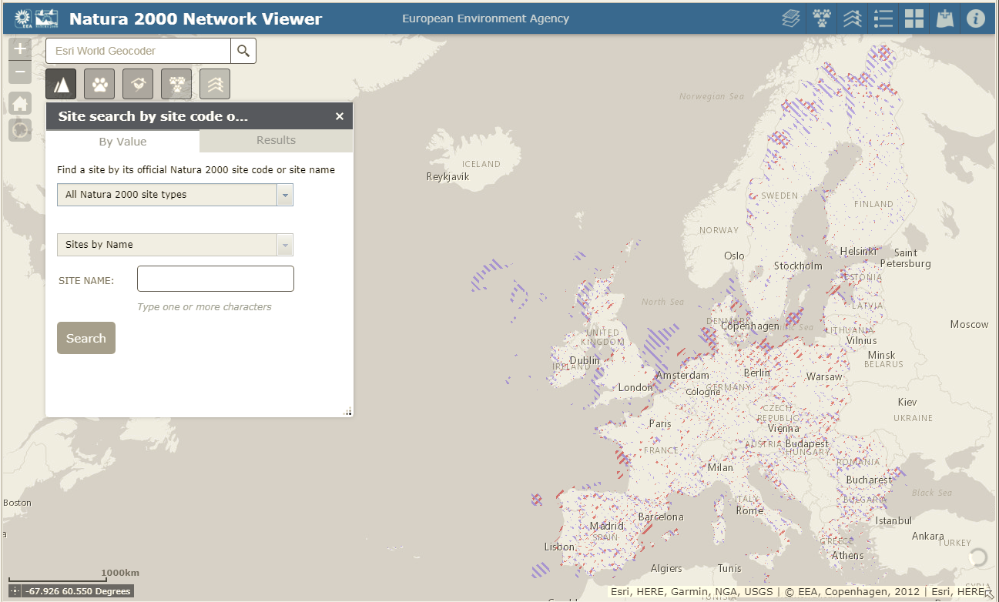 EEA
Natura 2000 Network Viewer
European Environment Agency
Esri World Geocoder
Site search by site code o...
By Value
Results
Find a site by its official Natura 2000 site code or site name
All Natura 2000 site types
Sites by Name
SITE NAME:
Type one or more characters
Search
Norwegian Sea
ICELAND
Reykjavik
SWEDEN
FINLAND
NORWAY
Oslo
Helsinki
Saint
Petersburg
Stockholm
ESTONIA
North Sea
LATVIA
DENMARK
Copenhagen
Moscow
LITHUANIA
Vilnius
UNITED
KINGDOM
Minsk
BELARUS
Dublin
IRELAND
Amsterdam
Berlin
Warsaw
London
Cologne
GERMANY
Kiev
UKRAINE
CZECH
REPUBLIC
Paris
Vienna
FRANCE
AUSTRIA
Budapest
HUNGARY
Milan
ROMANIA
Bucharest
Black Sea
Boston
ITALY
BULGARIA
Rome
Barcelona
Istanbul
Madrid
SPAIN
Ankara
TURKEY
Lisbon
GREECE
Athens
Algiers
Tunis
1000km
-67.926 60.550 Degrees
Esri, HERE, Garmin, NGA, USGS | © EEA, Copenhagen, 2012 | Esri, HERE